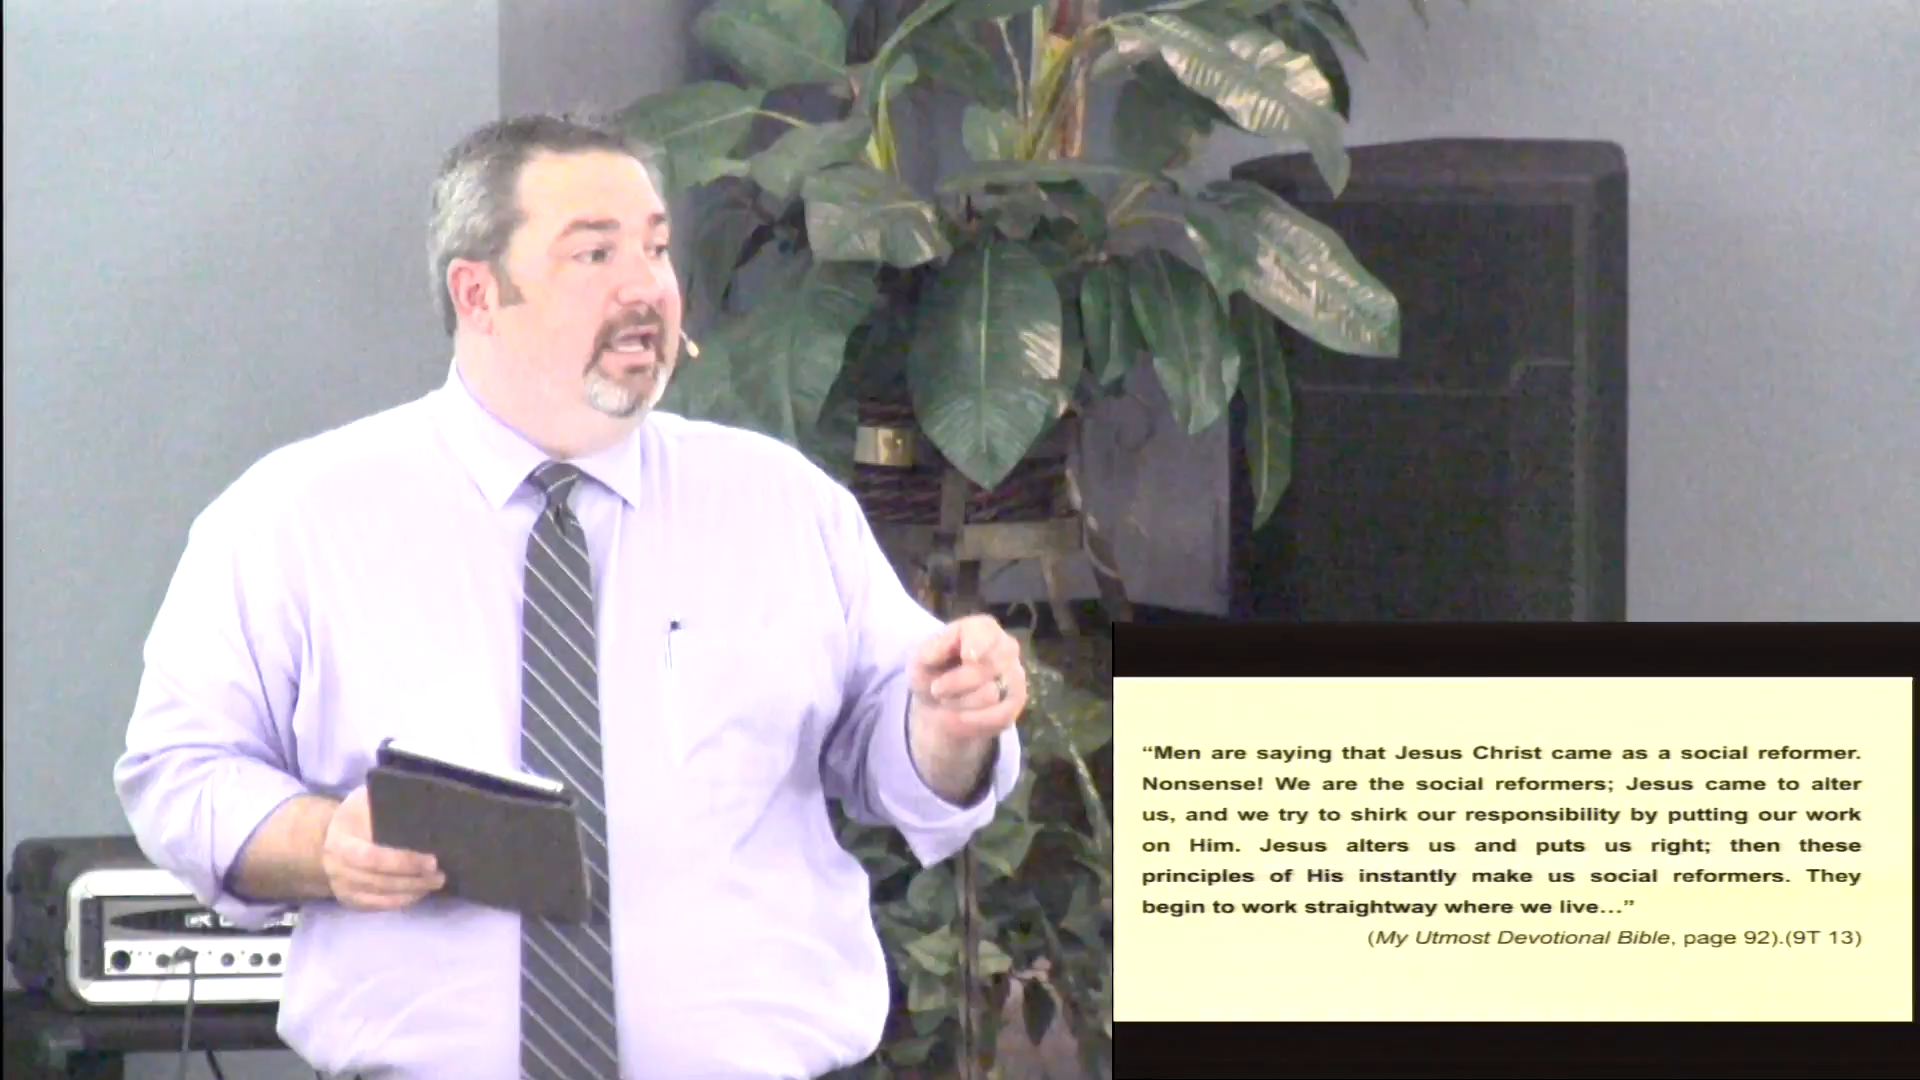 “Men are saying that Jesus Christ came as a social reformer.
Nonsense! We are the social reformers; Jesus came to alter
us, and we try to shirk our responsibility by putting our work
on Him. Jesus alters us and puts us right; then these
principles of His instantly make us social reformers. They
begin to work straightway where we live…”
(My Utmost Devotional Bible, page 92).(9T 13)